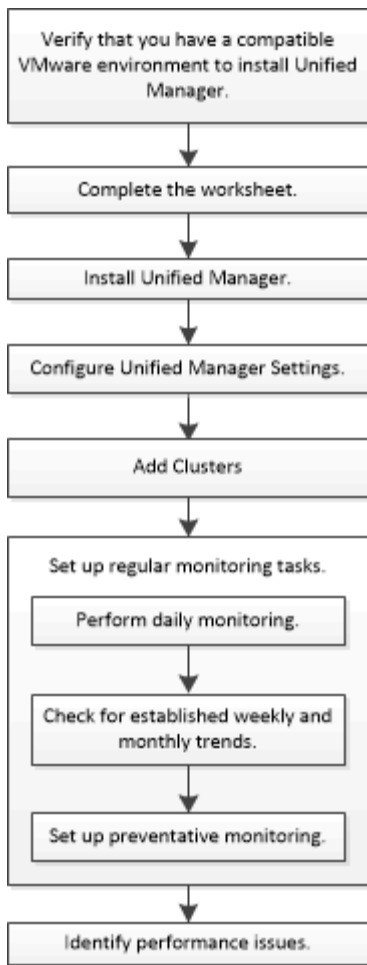 Verify that you have a compatible
VMware environment to install Unified
Manager.
Complete the worksheet.
Install Unified Manager.
Configure Unified Manager Settings.
Add Clusters
Set up regular monitoring tasks.
Perform daily monitoring.
Check for established weekly and
monthly trends.
Set up preventative monitoring.
Identify performance issues.